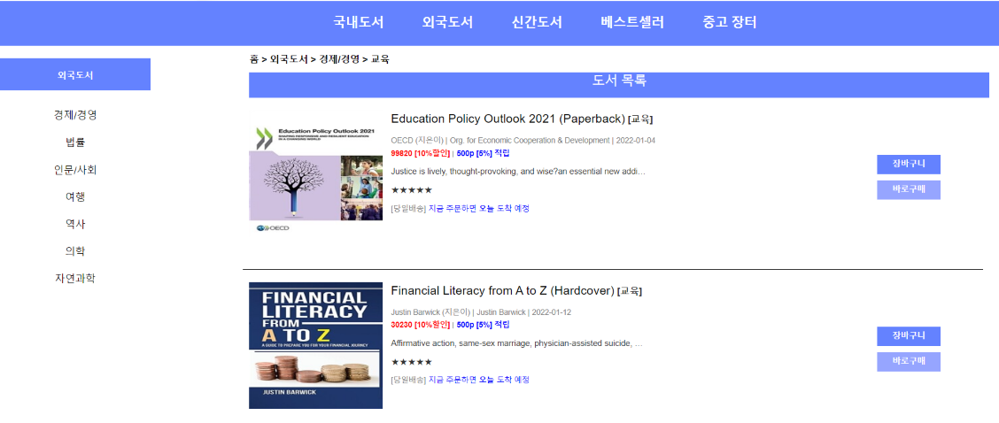 국내도서 외국도서 신간도서 베스트셀러 중고 장터
외국도서
경제/경영
법률
인문/사회
여행
역사
의학
자연과학
홈 > 외국도서 > 경제/경영 > 교육
도서 목록
Education Policy Outlook 2021
SHAPING RESPONSIVE AND RESILIENT EDUCATION
IN A CHANGING WORLD
OECD
Education Policy Outlook 2021 (Paperback) [교육]
OECD (지은이) | Org. for Economic Cooperation & Development | 2022-01-04
99820 [10%할인] | 500p [5%] 적립
Justice is lively, thought-provoking, and wise?an essential new addi…
★★★★★
[당일배송] 지금 주문하면 오늘 도착 예정
장바구니
바로구매
FINANCIAL
LITERACY
FROM
A TO Z
A GUIDE TO PREPARE YOU FOR YOUR FINANCIAL JOURNEY
JUSTIN BARWICK
Financial Literacy from A to Z (Hardcover) [교육]
Justin Barwick (지은이) | Justin Barwick | 2022-01-12
30230 [10%할인] | 500p [5%] 적립
Affirmative action, same-sex marriage, physician-assisted suicide, …
★★★★★
[당일배송] 지금 주문하면 오늘 도착 예정
장바구니
바로구매